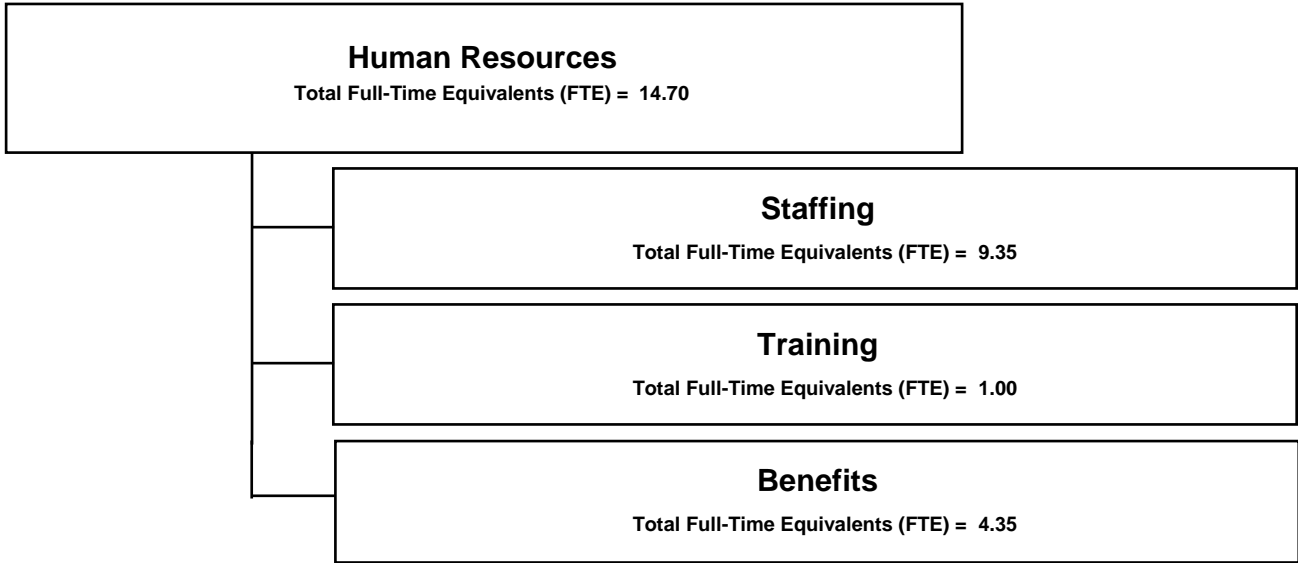 Human Resources
Total Full-Time Equivalents (FTE) = 14.70
Staffing
Total Full-Time Equivalents (FTE) = 9.35
Training
Total Full-Time Equivalents (FTE) = 1.00
Benefits
Total Full-Time Equivalents (FTE) = 4.35